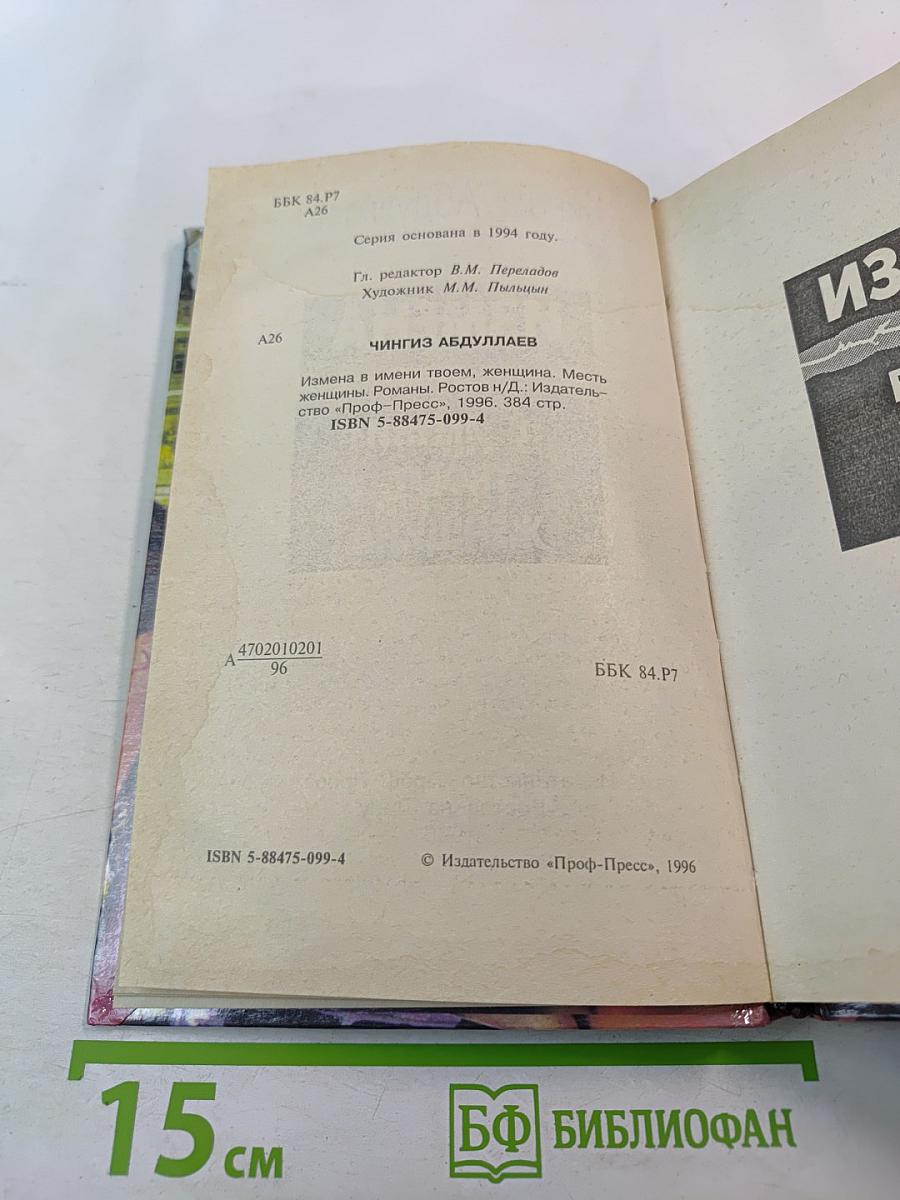 ББК 84.Р7
А26
Серия основана в 1994 году.
Гл. редактор В.М. Переладов
Художник М.М. Пыльцын
А26
ЧИНГИЗ АБДУЛЛАЕВ
Измена в имени твоем, женщина. Месть
женщины. Романы. Ростов н/Д.: Издатель-
ство «Проф-Пресс», 1996. 384 стр.
ISBN 5-88475-099-4
А 4702010201
96
ББК 84.Р7
ISBN 5-88475-099-4
© Издательство «Проф-Пресс», 1996
ИЗ
15 см
БФ БИБЛИОФАН